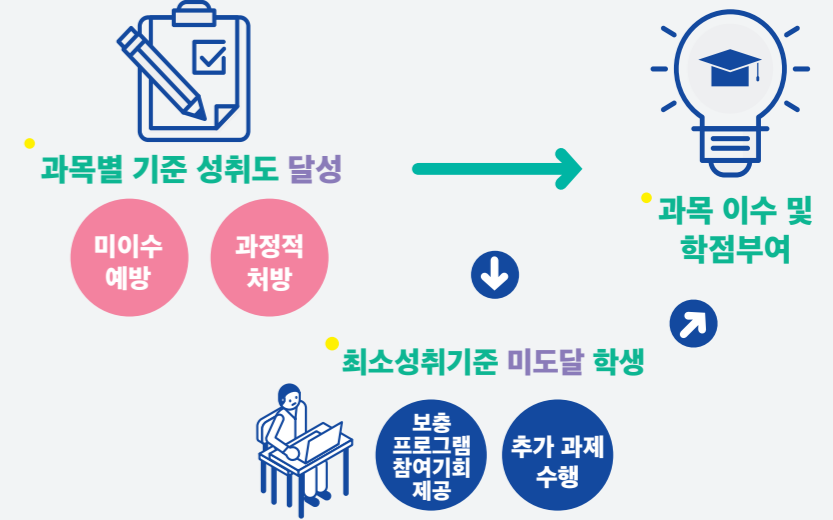 과목별 기준 성취도 달성
미이수
예방
과정적
처방
과목 이수 및
학점부여
최소성취기준 미도달 학생
보충
프로그램
참여기회
제공
추가 과제
수행